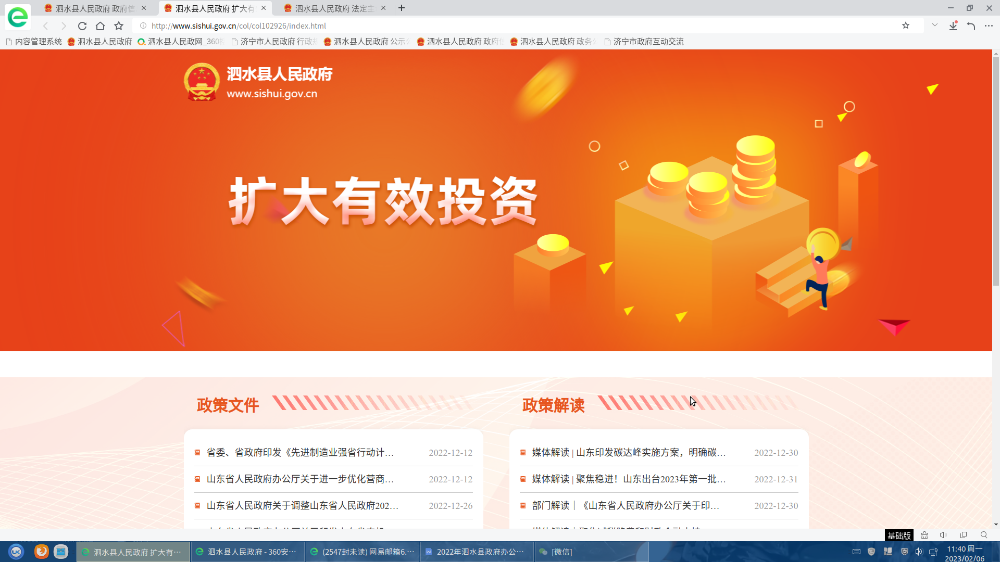 泗水县人民政府 政府信
泗水县人民政府 扩大有
泗水县人民政府 法定主
http://www.sishui.gov.cn/col/col102926/index.html
内容管理系统
泗水县人民政府
泗水县人民政网_360搜
济宁市人民政府 行政规
泗水县人民政府 公示公
泗水县人民政府 政府信
泗水县人民政府 政务公
济宁市政府互动交流
泗水县人民政府
www.sishui.gov.cn
扩大有效投资
政策文件
省委、省政府印发《先进制造业强省行动计… 2022-12-12
山东省人民政府办公厅关于进一步优化营商… 2022-12-12
山东省人民政府关于调整山东省人民政府202… 2022-12-26
政策解读
媒体解读 | 山东印发碳达峰实施方案，明确碳… 2022-12-30
媒体解读 | 聚焦稳进！山东出台2023年第一批… 2022-12-31
部门解读｜《山东省人民政府办公厅关于印… 2022-12-30
基础版
泗水县人民政府 扩大有…
泗水县人民政府 - 360安…
(2547封未读) 网易邮箱6.…
2022年泗水县政府办公…
[微信]
11:40 周一
2023/02/06